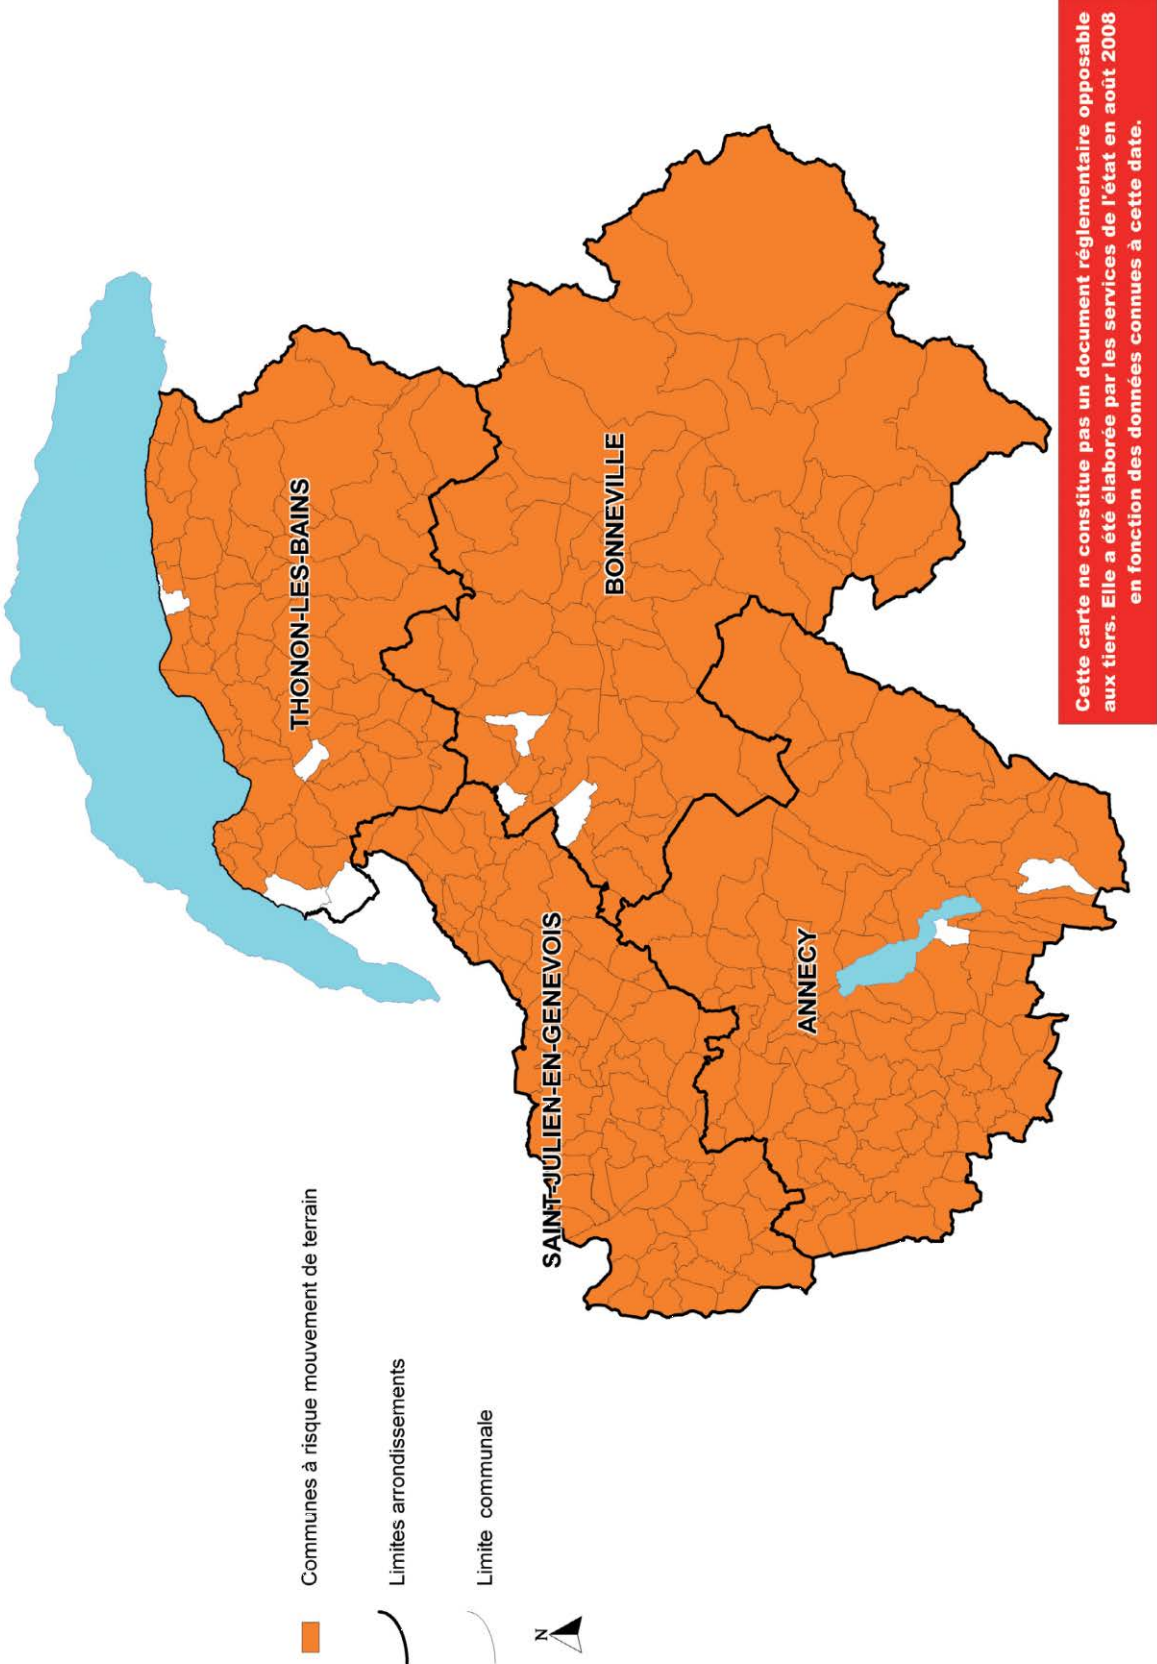 THONON-LES-BAINS
BONNEVILLE
SAINT-JULIEN-EN-GENEVOIS
ANNECY
Communes à risque mouvement de terrain
Limites arrondissements
Limite communale
N
Cette carte ne constitue pas un document réglementaire opposable
aux tiers. Elle a été élaborée par les services de l'état en août 2008
en fonction des données connues à cette date.